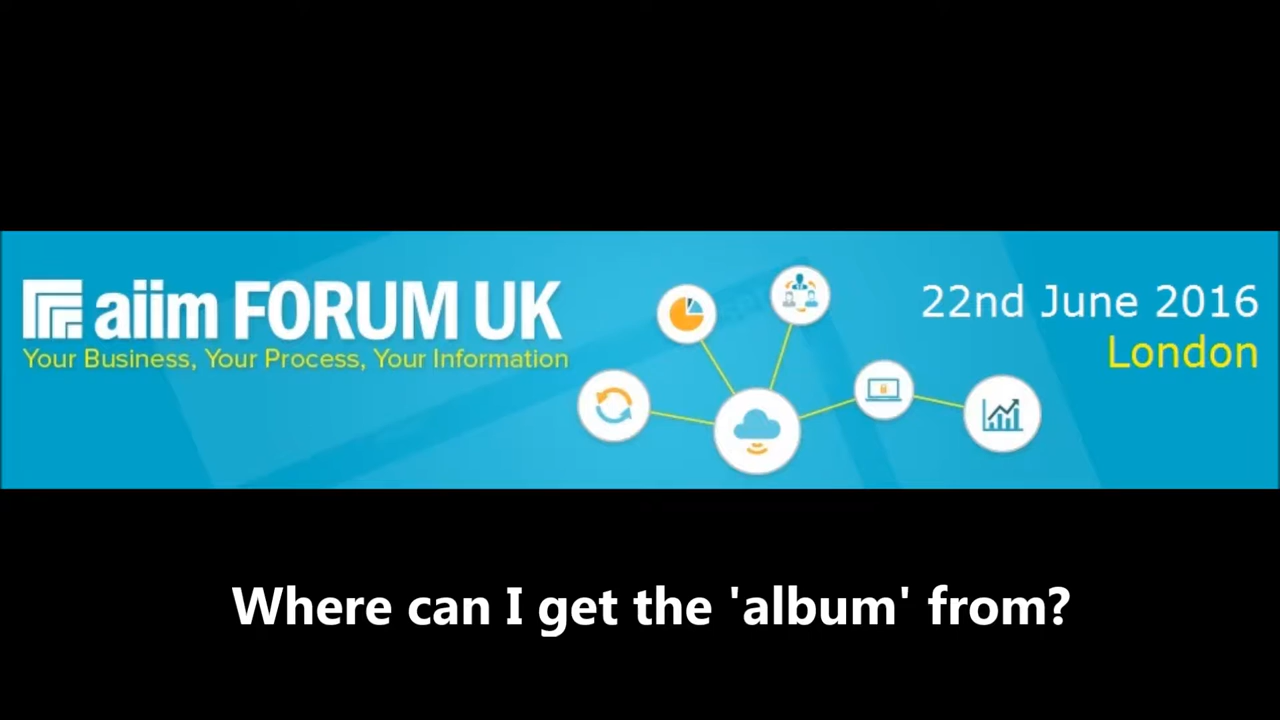 aiim FORUM UK
Your Business, Your Process, Your Information
22nd June 2016
London
Where can I get the 'album' from?